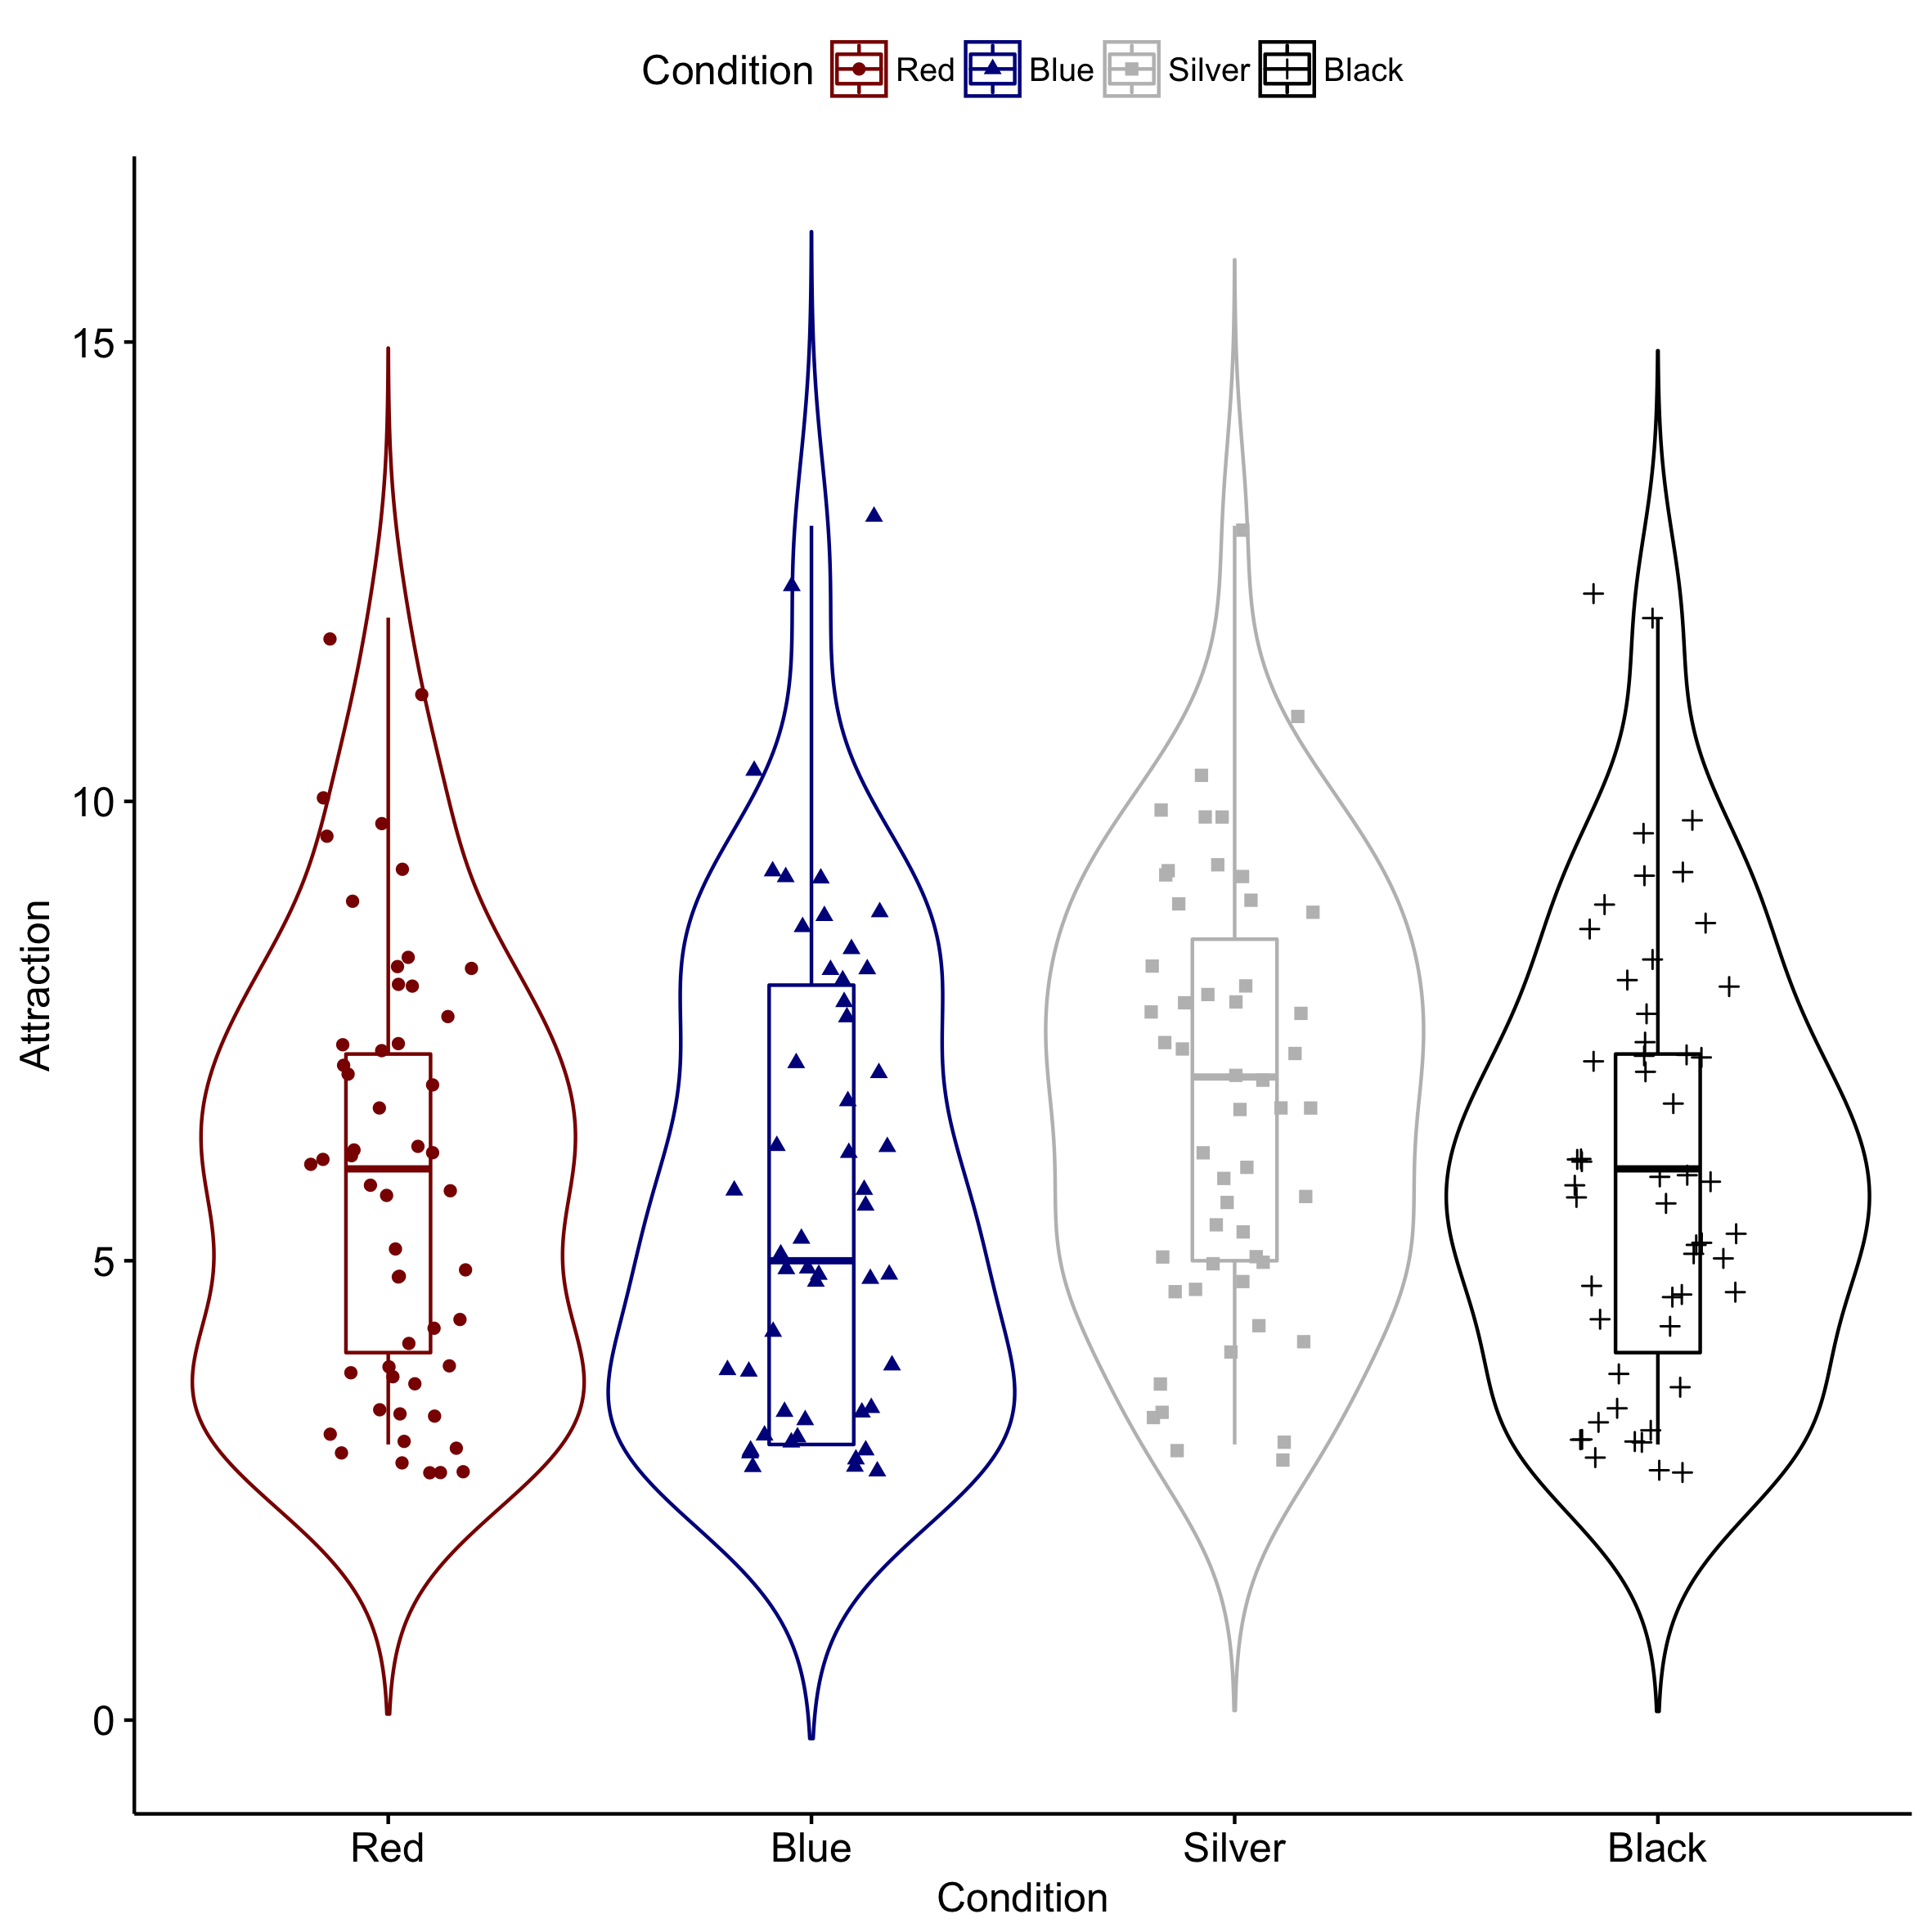 Condition Red Blue Silver Black
15
10
5
0
Attraction
Red Blue Silver Black
Condition